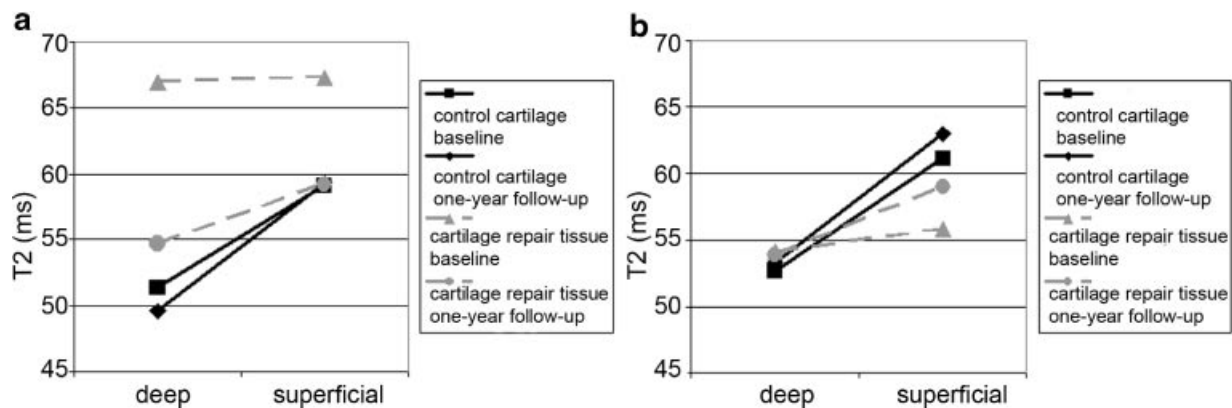 a
70
65
60
55
50
45
T2 (ms)
deep superficial
control cartilage
baseline
control cartilage
one-year follow-up
cartilage repair tissue
baseline
cartilage repair tissue
one-year follow-up
b
70
65
60
55
50
45
T2 (ms)
deep superficial
control cartilage
baseline
control cartilage
one-year follow-up
cartilage repair tissue
baseline
cartilage repair tissue
one-year follow-up